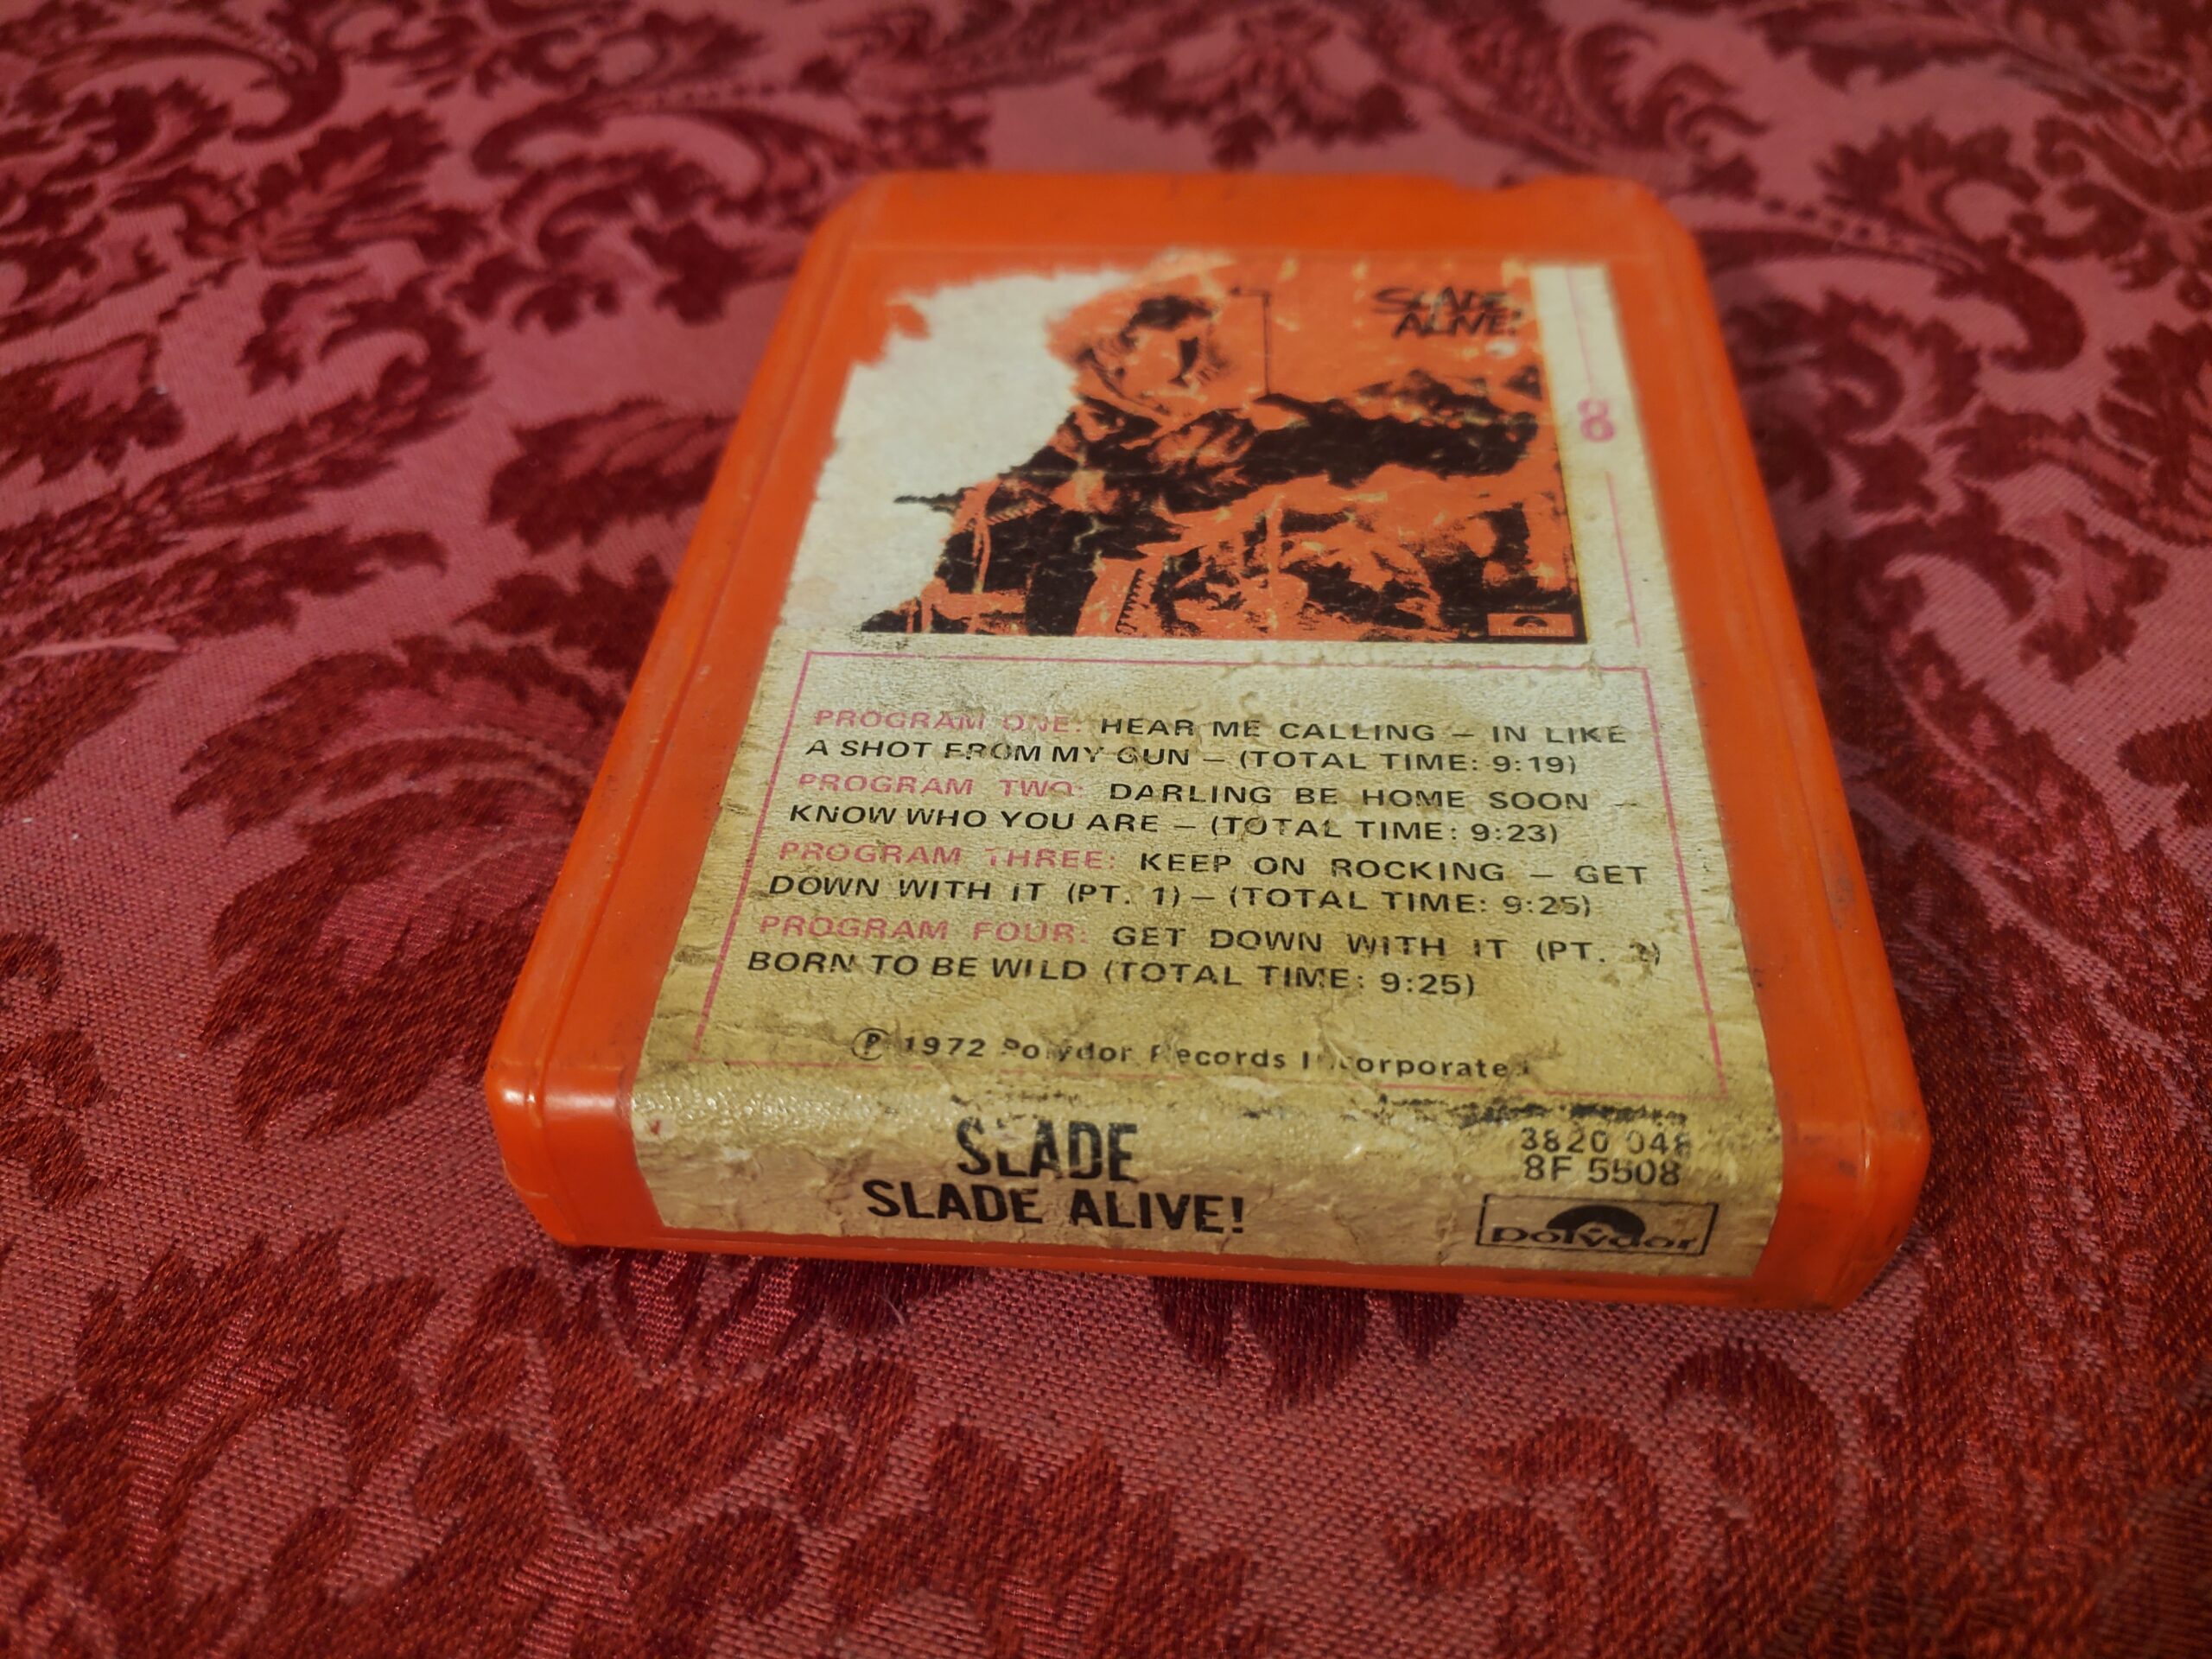 SLADE
ALIVE!
8
polydor
PROGRAM ONE: HEAR ME CALLING – IN LIKE
A SHOT FROM MY GUN – (TOTAL TIME: 9:19)
PROGRAM TWO: DARLING BE HOME SOON –
KNOW WHO YOU ARE – (TOTAL TIME: 9:23)
PROGRAM THREE: KEEP ON ROCKING – GET
DOWN WITH IT (PT. 1) – (TOTAL TIME: 9:25)
PROGRAM FOUR: GET DOWN WITH IT (PT. 2)
BORN TO BE WILD (TOTAL TIME: 9:25)
Ⓟ 1972 Polydor Records Incorporated
SLADE
SLADE ALIVE!
3820 048
8F 5508
polydor